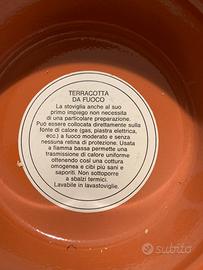 TERRACOTTA
DA FUOCO
La stoviglia anche al suo
primo impiego non necessita
di una particolare preparazione.
Può essere collocata direttamente sulla
fonte di calore (gas, piastra elettrica,
ecc.) a fuoco moderato e senza
nessuna retina di protezione. Usata
a fiamma bassa permette una
trasmissione di calore uniforme
ottenendo così una cottura
omogenea e cibi più sani e
saporiti. Non sottoporre
a sbalzi termici.
Lavabile in lavastoviglie.
subito